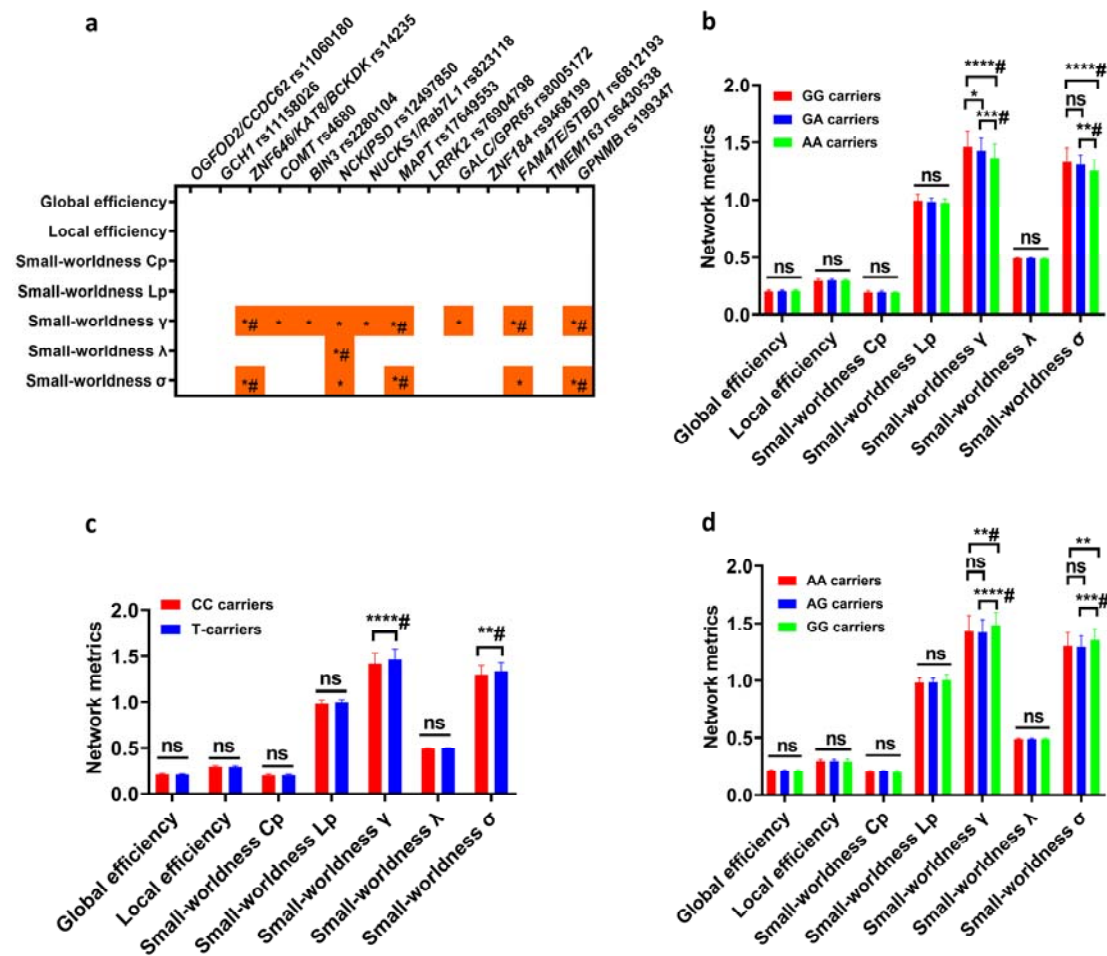 a
OGFOD2/CCDC62 rs11060180
GCH1 rs11158026
ZNF646/KAT8/BCKDK rs14235
COMT rs4680
BIN3 rs2280104
NCKIPSD rs12497850
NUCKS1/Rab7L1 rs823118
MAPT rs17649553
LRRK2 rs76904798
GALC/GPR65 rs8005172
ZNF184 rs9468199
FAM47E/STBD1 rs6812193
TMEM163 rs6430538
GPNMB rs199347
Global efficiency
Local efficiency
Small-worldness Cp
Small-worldness Lp
Small-worldness γ
*# * * * * *# * *# *#
Small-worldness λ
*#
Small-worldness σ
*# * *# * *#
b
GG carriers
GA carriers
AA carriers
Network metrics
2.0
1.5
1.0
0.5
0.0
ns
ns
ns
ns
****#
*
***#
ns
****#
ns
**#
Global efficiency
Local efficiency
Small-worldness Cp
Small-worldness Lp
Small-worldness γ
Small-worldness λ
Small-worldness σ
c
CC carriers
T-carriers
Network metrics
2.0
1.5
1.0
0.5
0.0
ns
ns
ns
ns
****#
ns
**#
Global efficiency
Local efficiency
Small-worldness Cp
Small-worldness Lp
Small-worldness γ
Small-worldness λ
Small-worldness σ
d
AA carriers
AG carriers
GG carriers
Network metrics
2.0
1.5
1.0
0.5
0.0
ns
ns
ns
ns
**#
ns
****#
ns
**
ns
***#
Global efficiency
Local efficiency
Small-worldness Cp
Small-worldness Lp
Small-worldness γ
Small-worldness λ
Small-worldness σ